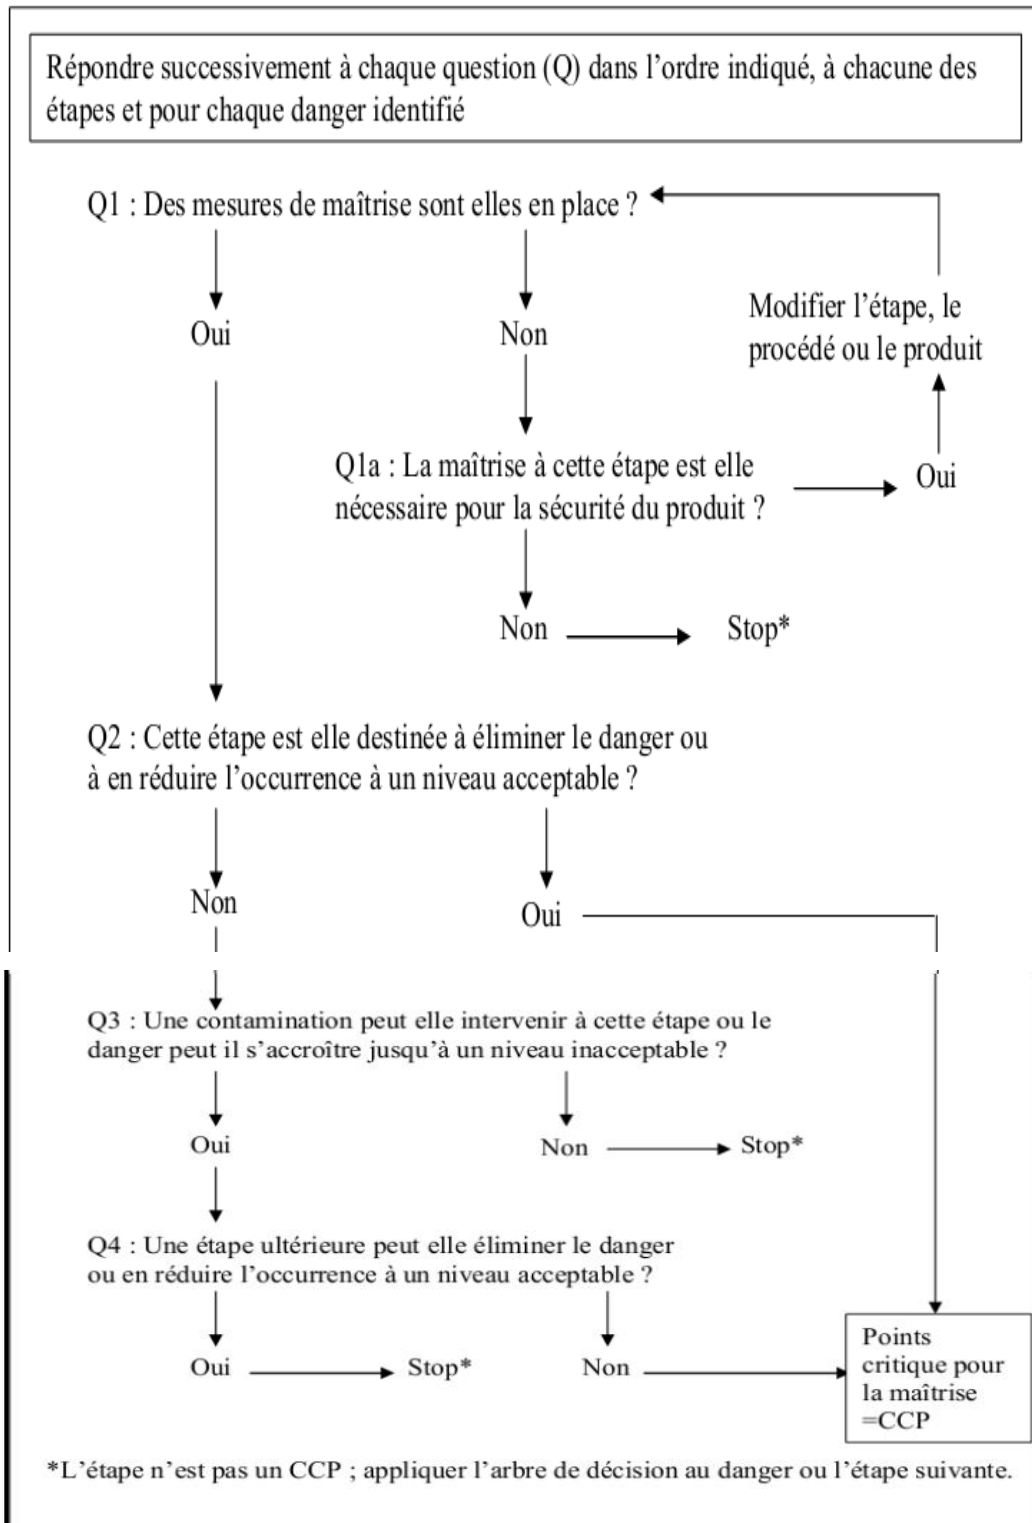 Répondre successivement à chaque question (Q) dans l'ordre indiqué, à chacune des
étapes et pour chaque danger identifié
Q1 : Des mesures de maîtrise sont elles en place ?
Oui
Non
Modifier l'étape, le
procédé ou le produit
Q1a : La maîtrise à cette étape est elle
nécessaire pour la sécurité du produit ?
Oui
Non
Stop*
Q2 : Cette étape est elle destinée à éliminer le danger ou
à en réduire l'occurrence à un niveau acceptable ?
Non
Oui
Q3 : Une contamination peut elle intervenir à cette étape ou le
danger peut il s'accroître jusqu'à un niveau inacceptable ?
Oui
Non
Stop*
Q4 : Une étape ultérieure peut elle éliminer le danger
ou en réduire l'occurrence à un niveau acceptable ?
Oui
Stop*
Non
Points
critique pour
la maîtrise
=CCP
*L'étape n'est pas un CCP ; appliquer l'arbre de décision au danger ou l'étape suivante.